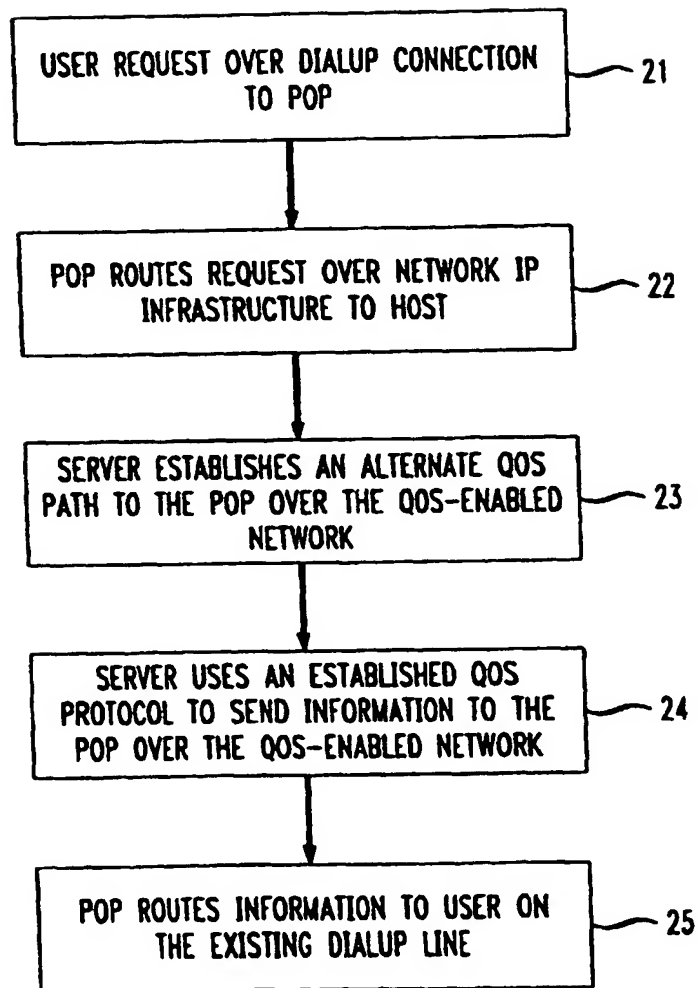 USER REQUEST OVER DIALUP CONNECTION
TO POP
21
POP ROUTES REQUEST OVER NETWORK IP
INFRASTRUCTURE TO HOST
22
SERVER ESTABLISHES AN ALTERNATE QOS
PATH TO THE POP OVER THE QOS-ENABLED
NETWORK
23
SERVER USES AN ESTABLISHED QOS
PROTOCOL TO SEND INFORMATION TO THE
POP OVER THE QOS-ENABLED NETWORK
24
POP ROUTES INFORMATION TO USER ON
THE EXISTING DIALUP LINE
25